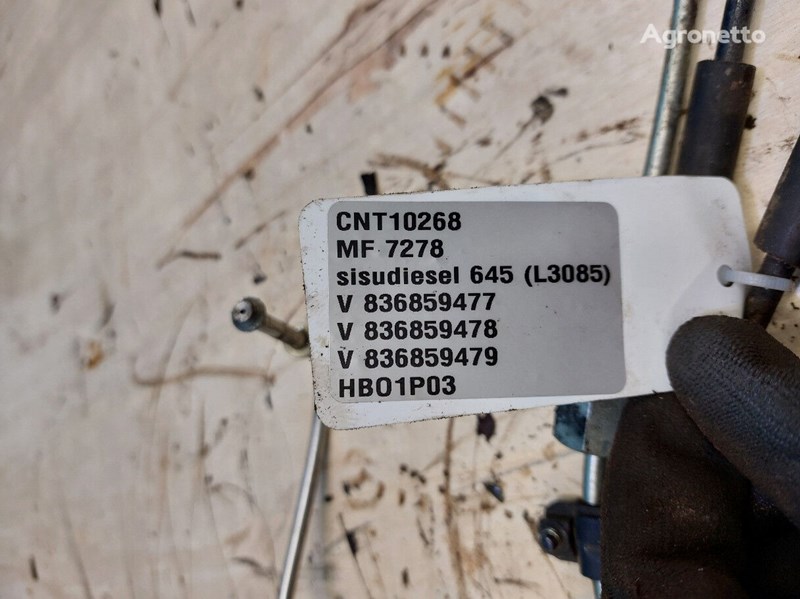 Agronetto
CNT10268
MF 7278
sisudiesel 645 (L3085)
V 836859477
V 836859478
V 836859479
HBO1P03